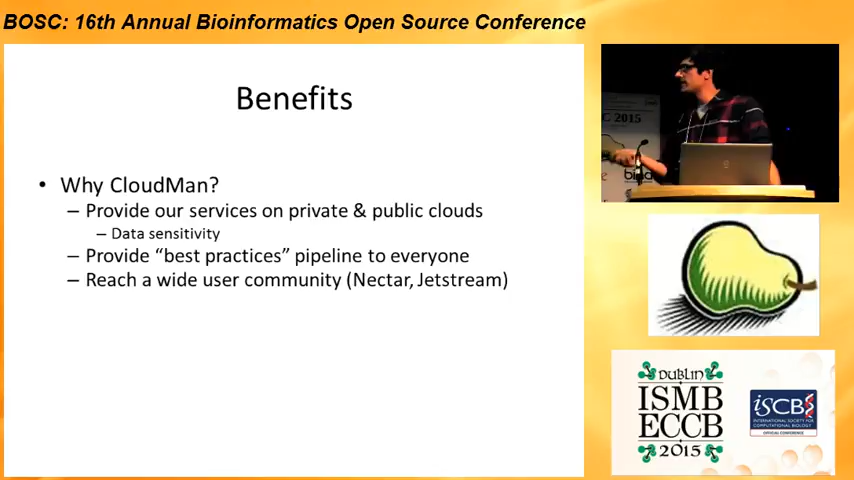 BOSC: 16th Annual Bioinformatics Open Source Conference
Benefits
• Why CloudMan?
– Provide our services on private & public clouds
– Data sensitivity
– Provide “best practices” pipeline to everyone
– Reach a wide user community (Nectar, Jetstream)
C 2015
DUBLIN
ISMB
ECCB
2015
iSCB
INTERNATIONAL SOCIETY FOR
COMPUTATIONAL BIOLOGY
OFFICIAL CONFERENCE